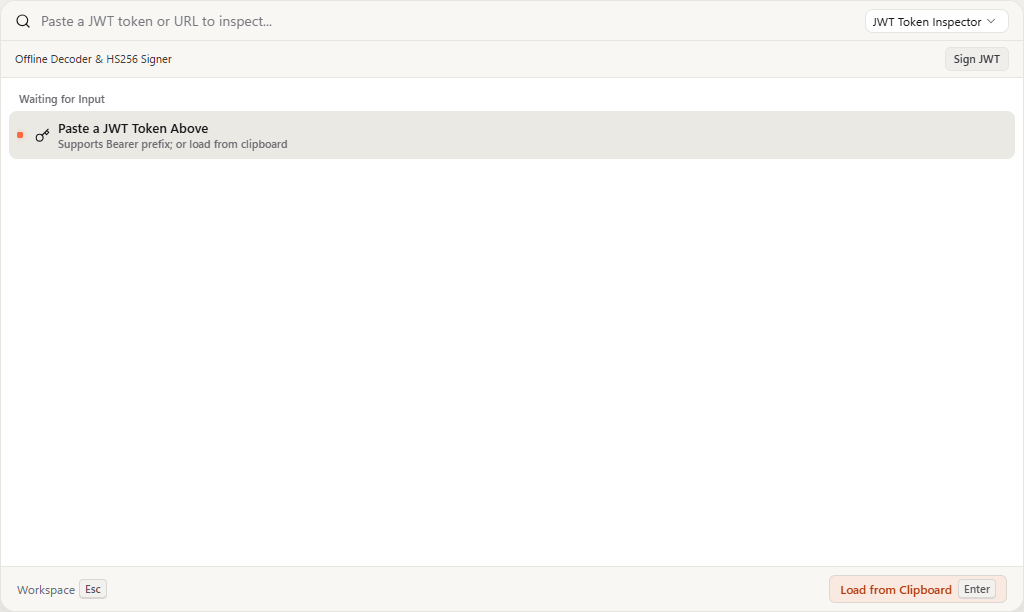 Paste a JWT token or URL to inspect...
JWT Token Inspector
Offline Decoder & HS256 Signer
Sign JWT
Waiting for Input
Paste a JWT Token Above
Supports Bearer prefix; or load from clipboard
Workspace Esc
Load from Clipboard Enter